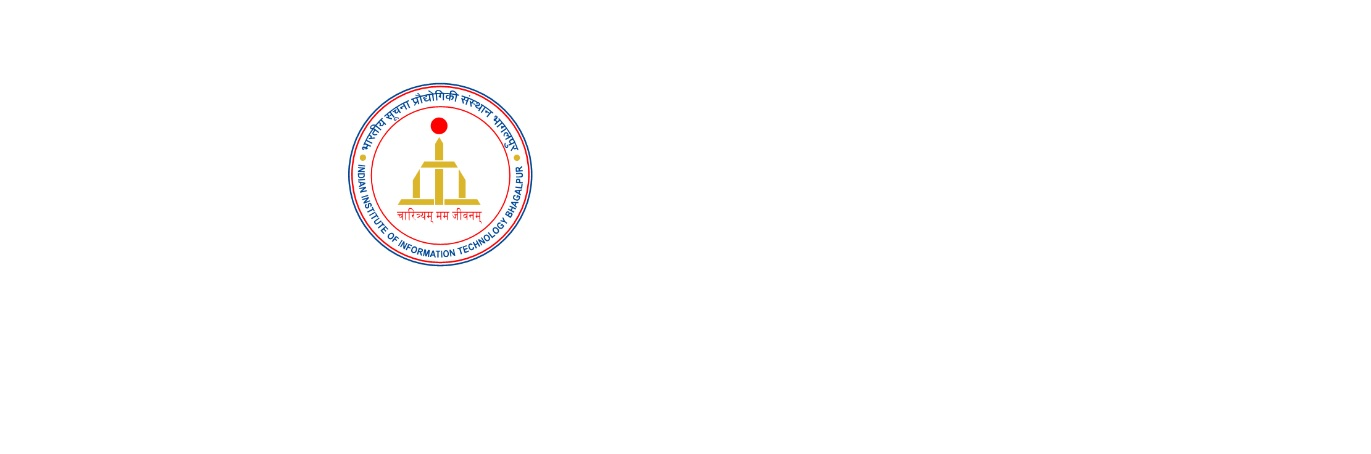 भारतीय सूचना प्रौद्योगिकी संस्थान भागलपुर
चारित्र्यम् मम जीवनम्
INDIAN INSTITUTE OF INFORMATION TECHNOLOGY BHAGALPUR